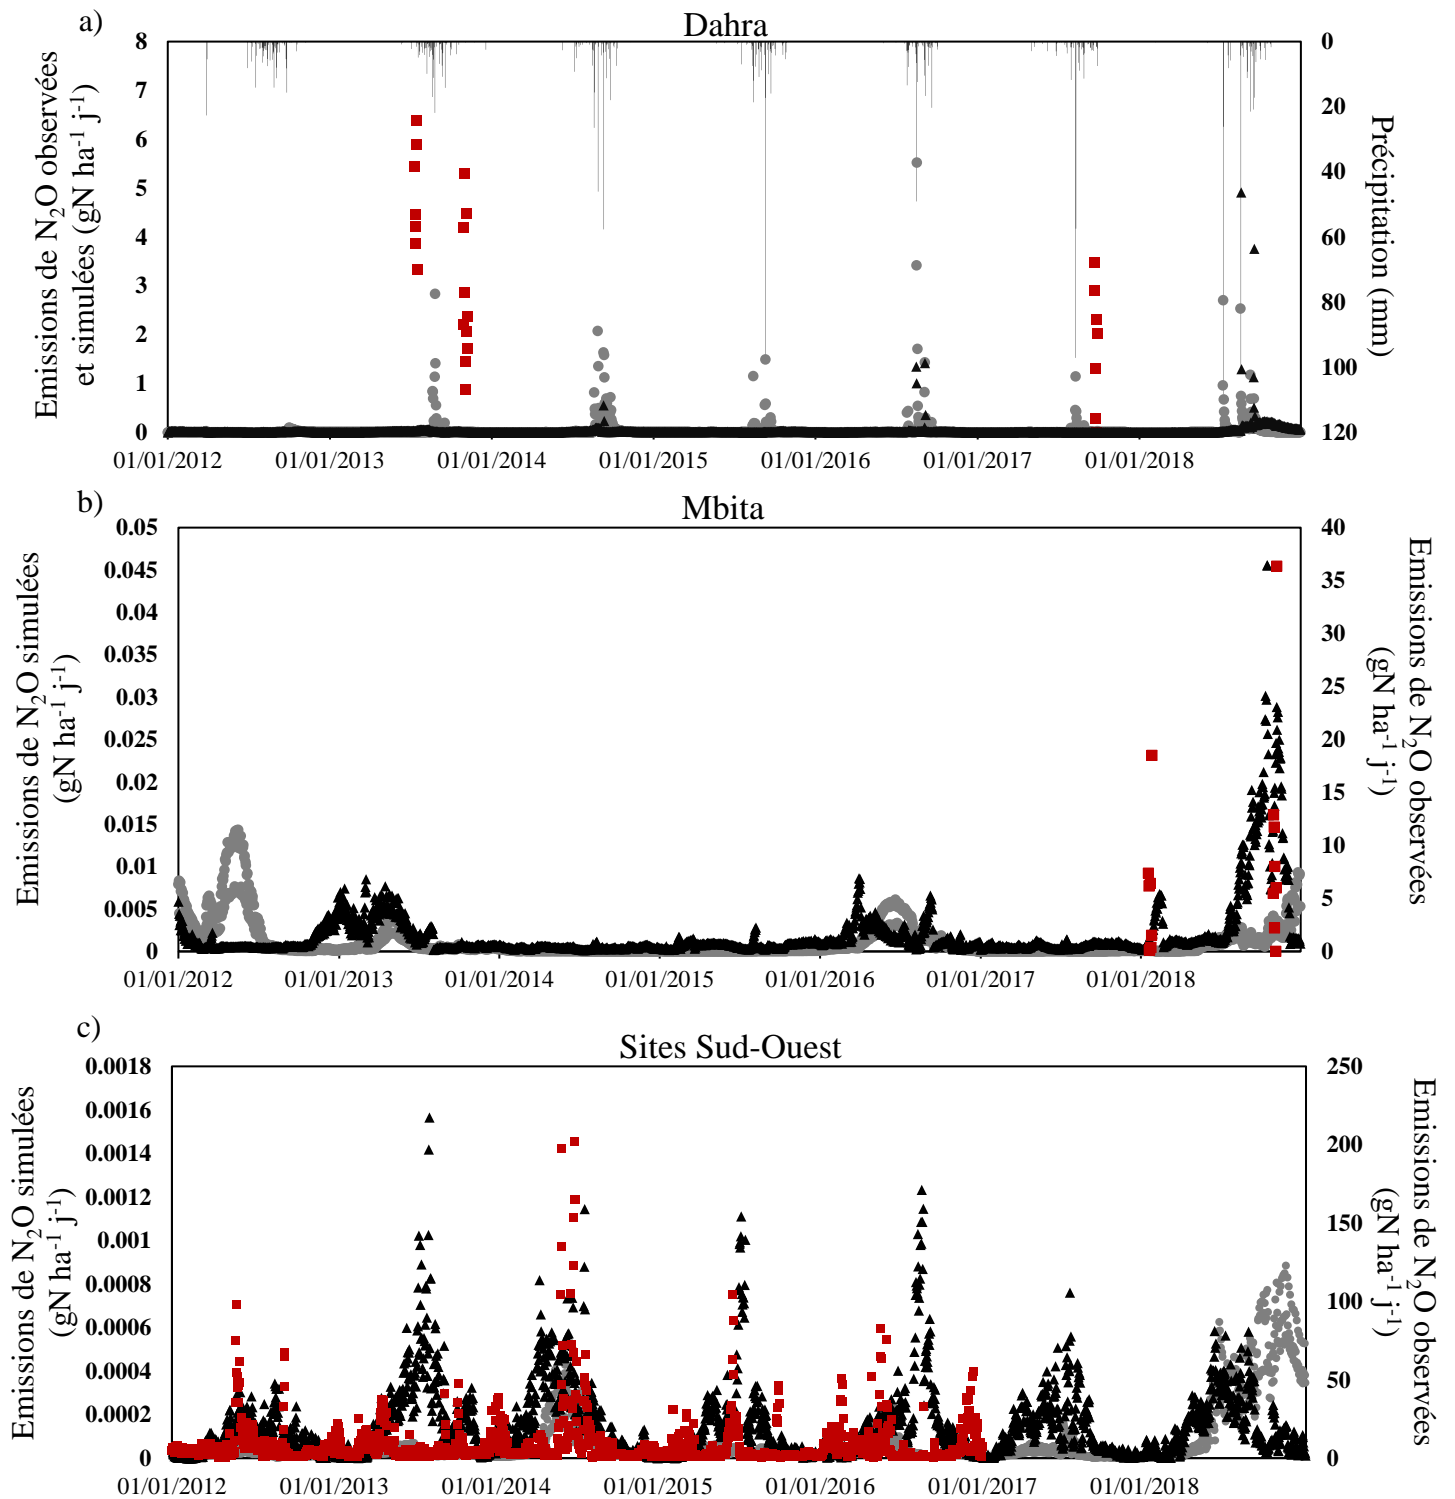 a)
Dahra
Emissions de N₂O observées
et simulées (gN ha⁻¹ j⁻¹)
8
7
6
5
4
3
2
1
0
0
20
40
60
80
100
120
Précipitation (mm)
01/01/2012 01/01/2013 01/01/2014 01/01/2015 01/01/2016 01/01/2017 01/01/2018
b)
Mbita
Emissions de N₂O simulées
(gN ha⁻¹ j⁻¹)
0.05
0.045
0.04
0.035
0.03
0.025
0.02
0.015
0.01
0.005
0
40
35
30
25
20
15
10
5
0
Emissions de N₂O observées
(gN ha⁻¹ j⁻¹)
01/01/2012 01/01/2013 01/01/2014 01/01/2015 01/01/2016 01/01/2017 01/01/2018
c)
Sites Sud-Ouest
Emissions de N₂O simulées
(gN ha⁻¹ j⁻¹)
0.0018
0.0016
0.0014
0.0012
0.001
0.0008
0.0006
0.0004
0.0002
0
250
200
150
100
50
0
Emissions de N₂O observées
(gN ha⁻¹ j⁻¹)
01/01/2012 01/01/2013 01/01/2014 01/01/2015 01/01/2016 01/01/2017 01/01/2018